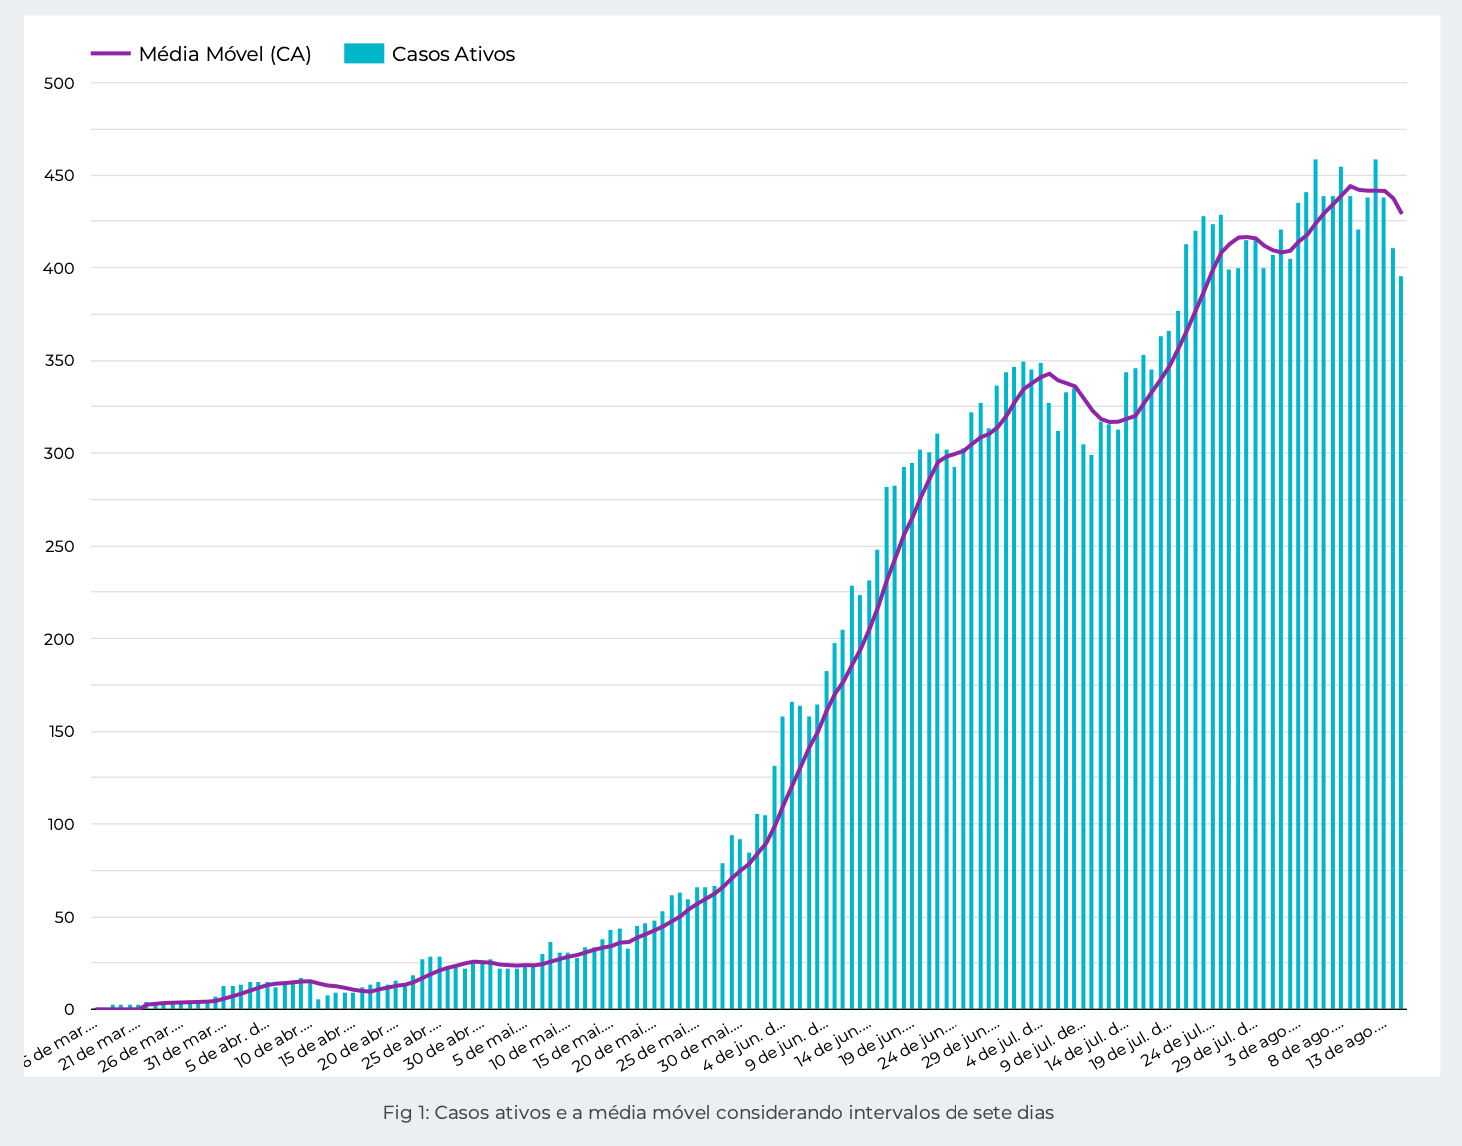 Média Móvel (CA) Casos Ativos
500
450
400
350
300
250
200
150
100
50
0
6 de mar...
21 de mar...
26 de mar...
31 de mar...
5 de abr. d...
10 de abr...
15 de abr...
20 de abr...
25 de abr...
30 de abr...
5 de mai...
10 de mai...
15 de mai...
20 de mai...
25 de mai...
30 de mai...
4 de jun. d...
9 de jun. d...
14 de jun...
19 de jun...
24 de jun...
29 de jun...
4 de jul. d...
9 de jul. de...
14 de jul. d...
19 de jul. d...
24 de jul...
29 de jul. d...
3 de ago...
8 de ago...
13 de ago...
Fig 1: Casos ativos e a média móvel considerando intervalos de sete dias